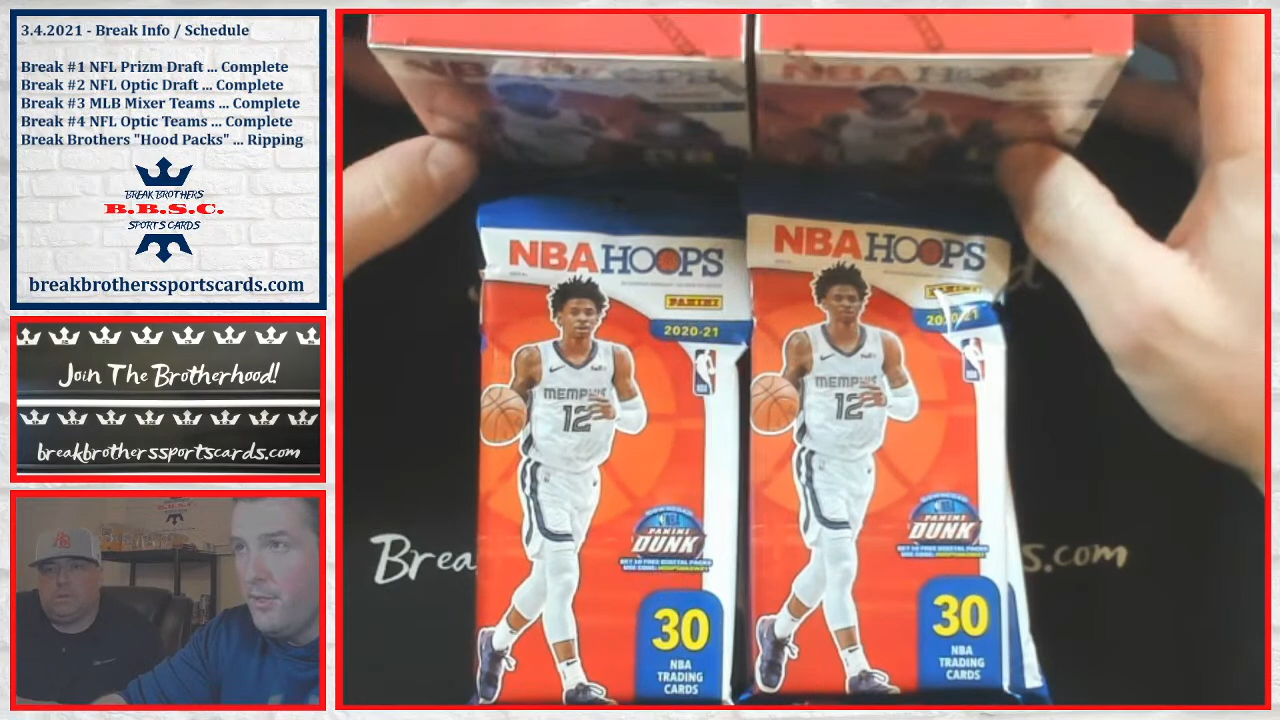 3.4.2021 - Break Info / Schedule
Break #1 NFL Prizm Draft ... Complete
Break #2 NFL Optic Draft ... Complete
Break #3 MLB Mixer Teams ... Complete
Break #4 NFL Optic Teams ... Complete
Break Brothers "Hood Packs" ... Ripping
BREAK BROTHERS
B.B.S.C.
SPORTS CARDS
breakbrotherssportscards.com
Join The Brotherhood!
breakbrotherssportscards.com
NBA HOOPS
PANINI
2020-21
NBA
MEMPHIS
12
PANINI
DUNK
30
NBA
TRADING
CARDS
NBA HOOPS
PANINI
2020-21
NBA
MEMPHIS
12
PANINI
DUNK
30
NBA
TRADING
CARDS
Brea
s.com